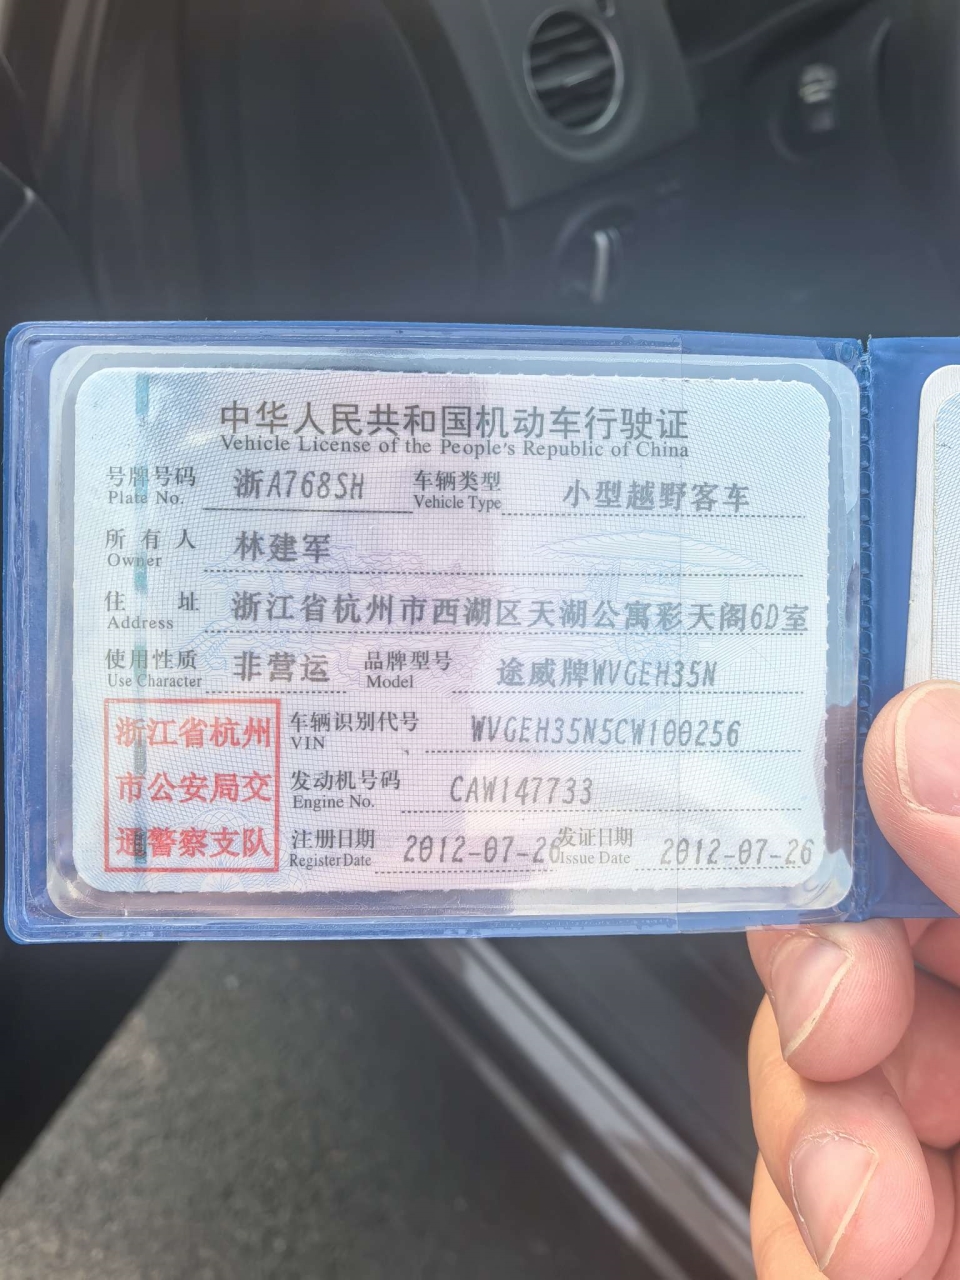 中华人民共和国机动车行驶证
Vehicle License of the People's Republic of China
号牌号码 浙A768SH 车辆类型 小型越野客车
Plate No. Vehicle Type
所有人 林建军
Owner
住址 浙江省杭州市西湖区天湖公寓彩天阁6D室
Address
使用性质 非营运 品牌型号 途威牌WVGEH35N
Use Character Model
浙江省杭州 车辆识别代号 WVGEH35N5CW100256
VIN
市公安局交 发动机号码 CAW147733
Engine No.
通警察支队 注册日期 2012-07-26 发证日期 2012-07-26
Register Date Issue Date